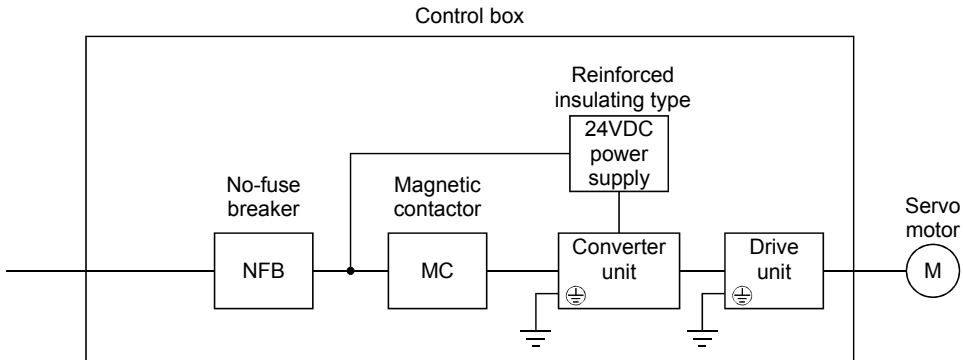 Control box
Reinforced
insulating type
24VDC
power
supply
No-fuse
breaker
Magnetic
contactor
Servo
motor
NFB
MC
Converter
unit
Drive
unit
M